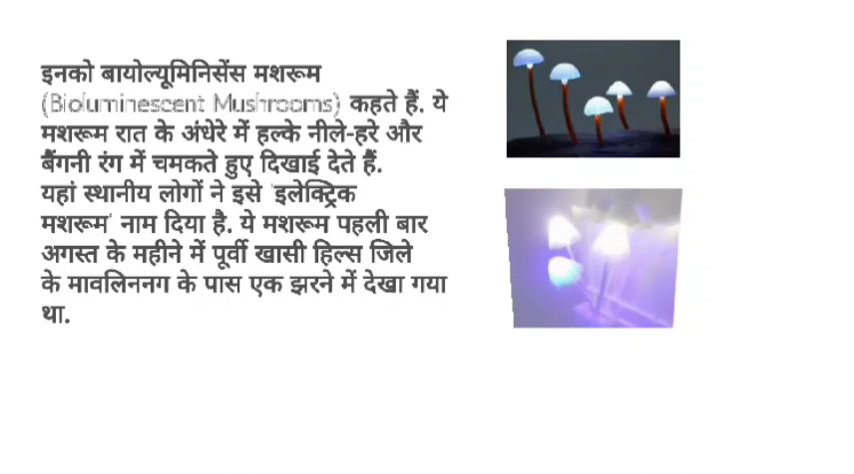 इनको बायोल्यूमिनिसेंस मशरूम
(Bioluminescent Mushrooms) कहते हैं. ये
मशरूम रात के अंधेरे में हल्के नीले-हरे और
बैंगनी रंग में चमकते हुए दिखाई देते हैं.
यहां स्थानीय लोगों ने इसे 'इलेक्ट्रिक
मशरूम' नाम दिया है. ये मशरूम पहली बार
अगस्त के महीने में पूर्वी खासी हिल्स जिले
के मावलिननग के पास एक झरने में देखा गया
था.